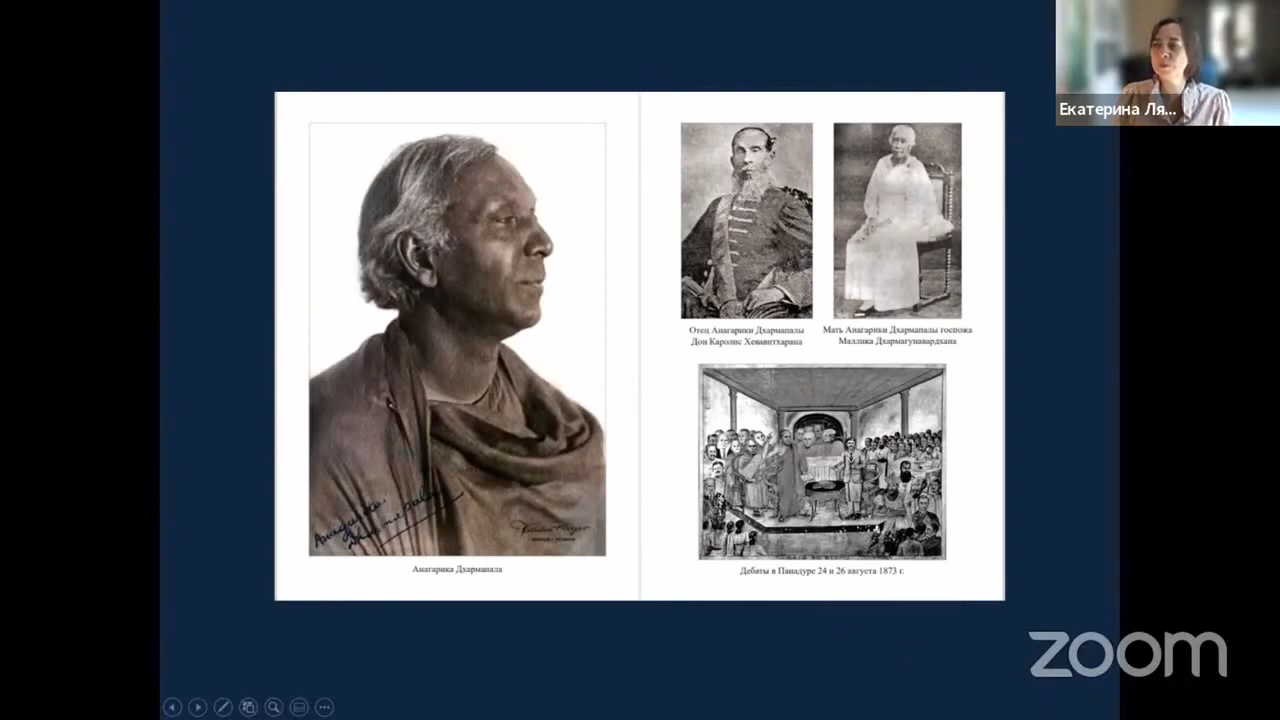 Екатерина Ля...
Отец Анагарики Дхармапалы
Дон Каролис Хевавитхарана
Мать Анагарики Дхармапалы госпожа
Маллика Дхармагунавардхана
Анагарика Дхармапала
Дебаты в Панадуре 24 и 26 августа 1873 г.
zoom